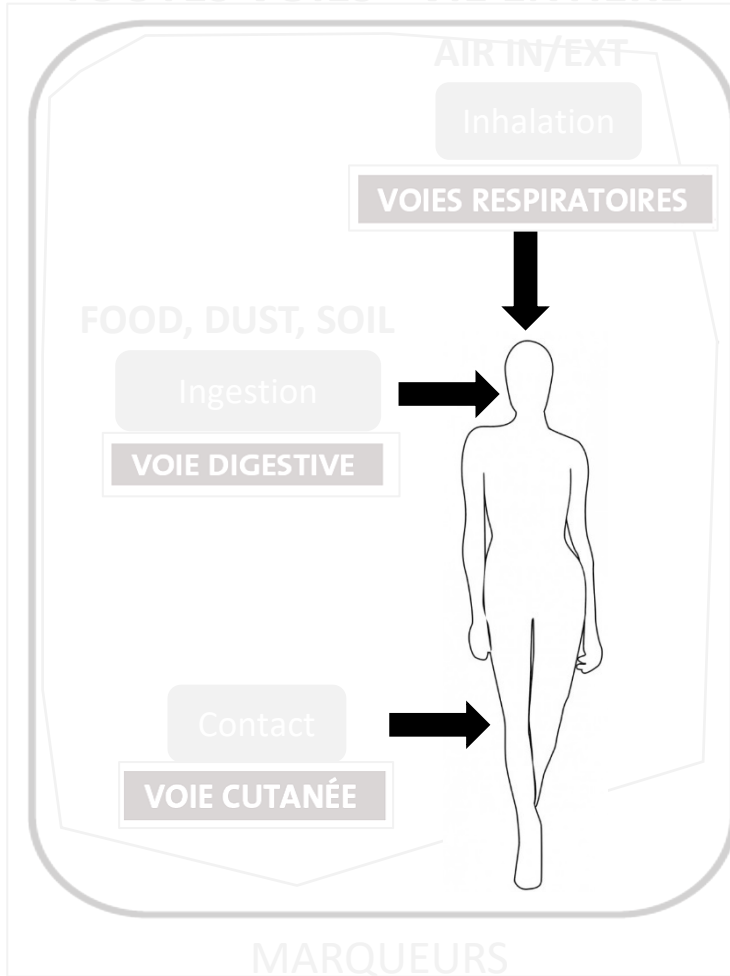 AIR IN/EXT
Inhalation
VOIES RESPIRATOIRES
FOOD, DUST, SOIL
Ingestion
VOIE DIGESTIVE
Contact
VOIE CUTANÉE
MARQUEURS